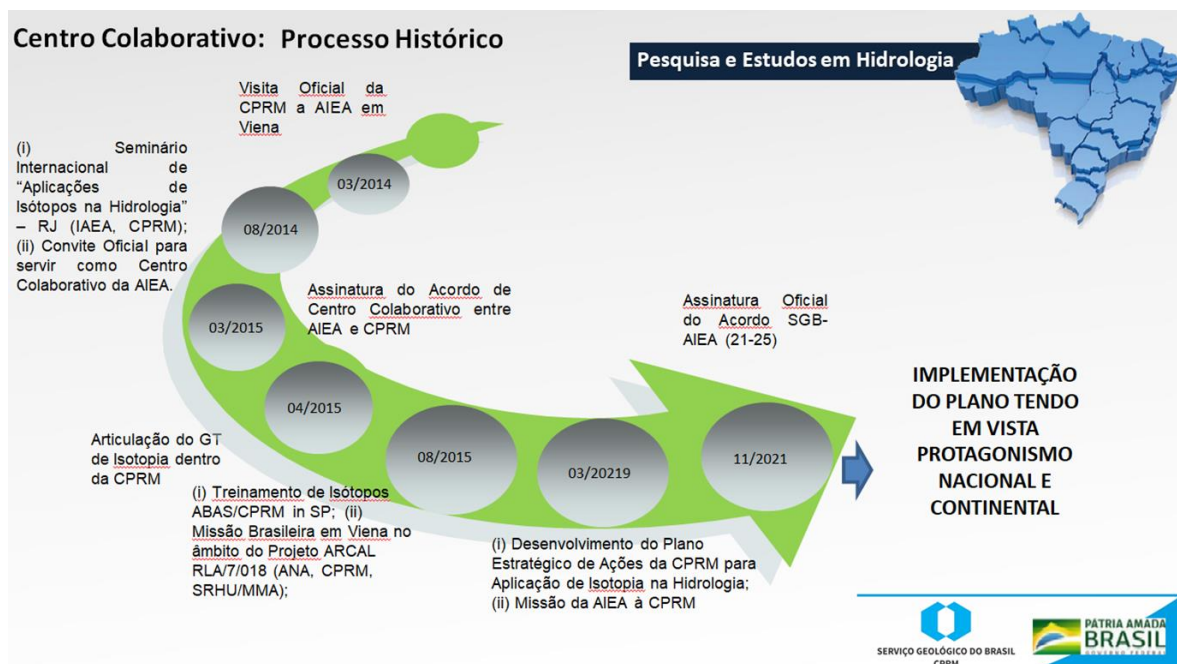 Centro Colaborativo: Processo Histórico
Pesquisa e Estudos em Hidrologia
Visita Oficial da
CPRM a AIEA em
Viena
03/2014
(i) Seminário
Internacional de
“Aplicações de
Isótopos na Hidrologia”
– RJ (IAEA, CPRM);
(ii) Convite Oficial para
servir como Centro
Colaborativo da AIEA.
08/2014
Assinatura do Acordo de
Centro Colaborativo entre
AIEA e CPRM
03/2015
Articulação do GT
de Isotopia dentro
da CPRM
04/2015
(i) Treinamento de Isótopos
ABAS/CPRM in SP; (ii)
Missão Brasileira em Viena no
âmbito do Projeto ARCAL
RLA/7/018 (ANA, CPRM,
SRHU/MMA);
08/2015
(i) Desenvolvimento do Plano
Estratégico de Ações da CPRM para
Aplicação de Isotopia na Hidrologia;
(ii) Missão da AIEA à CPRM
03/20219
Assinatura Oficial
do Acordo SGB-
AIEA (21-25)
11/2021
IMPLEMENTAÇÃO
DO PLANO TENDO
EM VISTA
PROTAGONISMO
NACIONAL E
CONTINENTAL
SERVIÇO GEOLÓGICO DO BRASIL
CPRM
PÁTRIA AMADA
BRASIL
GOVERNO FEDERAL